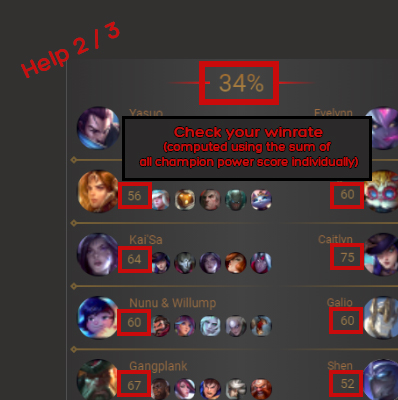 Help 2 / 3
34%
Yasuo
Evelynn
Check your winrate
(computed using the sum of
all champion power score individually)
56
60
Kai'Sa
Caitlyn
64
75
Nunu & Willump
Galio
60
60
Gangplank
Shen
67
52